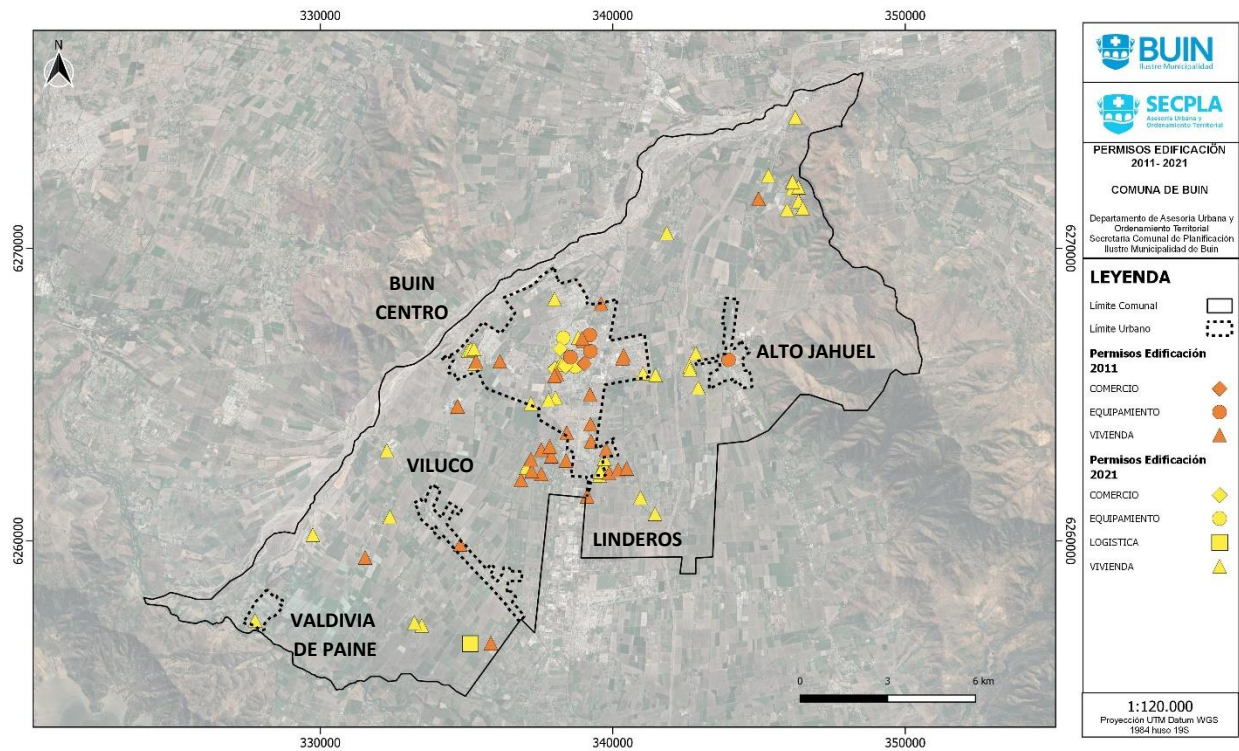 330000 340000 350000
N
6270000 6270000
6260000 6260000
BUIN
CENTRO
ALTO JAHUEL
VILUCO
LINDEROS
VALDIVIA
DE PAINE
0 3 6 km
330000 340000 350000
BUIN
Ilustre Municipalidad
SECPLA
Asesoría Urbana y
Ordenamiento Territorial
PERMISOS EDIFICACIÓN
2011- 2021
COMUNA DE BUIN
Departamento de Asesoría Urbana y
Ordenamiento Territorial
Secretaria Comunal de Planificación
Ilustre Municipalidad de Buin
LEYENDA
Límite Comunal
Límite Urbano
Permisos Edificación
2011
COMERCIO
EQUIPAMIENTO
VIVIENDA
Permisos Edificación
2021
COMERCIO
EQUIPAMIENTO
LOGISTICA
VIVIENDA
1:120.000
Proyección UTM Datum WGS
1984 huso 19S